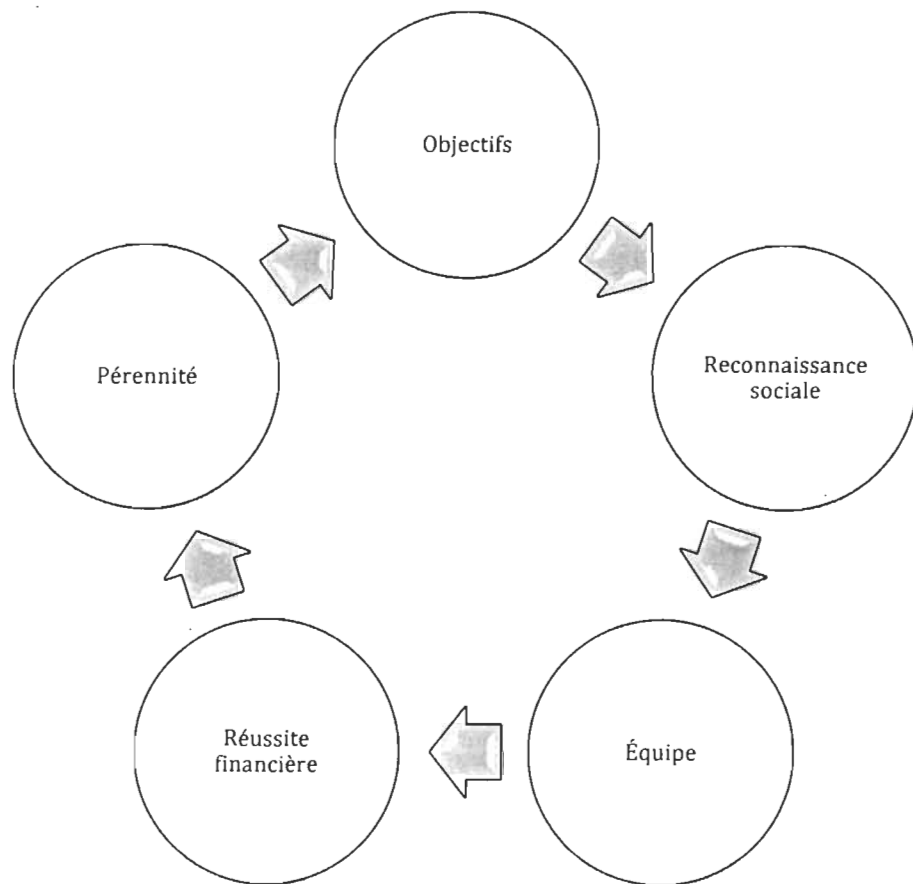 Objectifs
Reconnaissance
sociale
Équipe
Réussite
financière
Pérennité